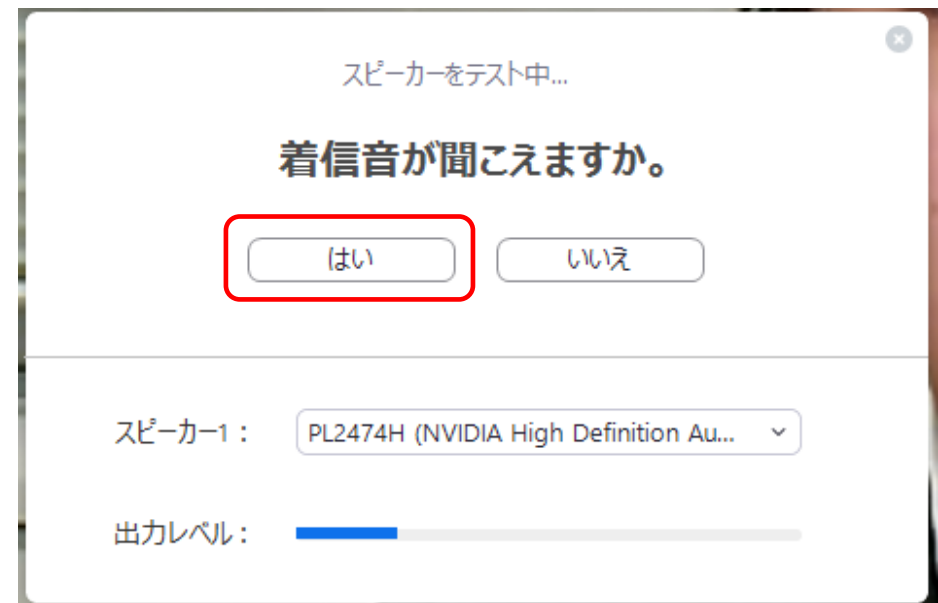 スピーカーをテスト中...
着信音が聞こえますか。
はい いいえ
スピーカー1： PL2474H (NVIDIA High Definition Au...
出力レベル：